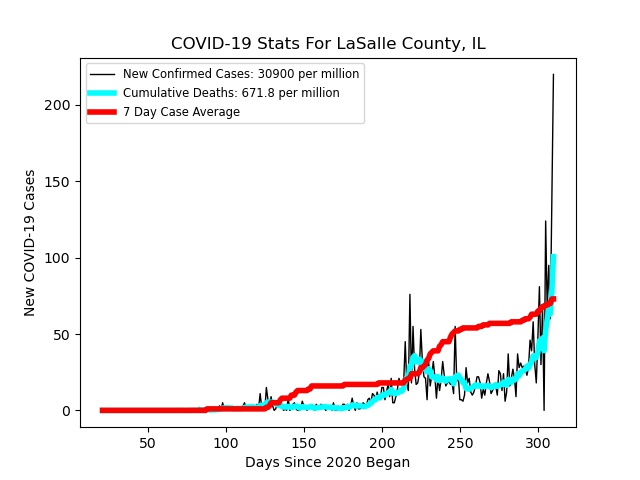 COVID-19 Stats For LaSalle County, IL
New Confirmed Cases: 30900 per million
Cumulative Deaths: 671.8 per million
7 Day Case Average
New COVID-19 Cases
200
150
100
50
0
50 100 150 200 250 300
Days Since 2020 Began